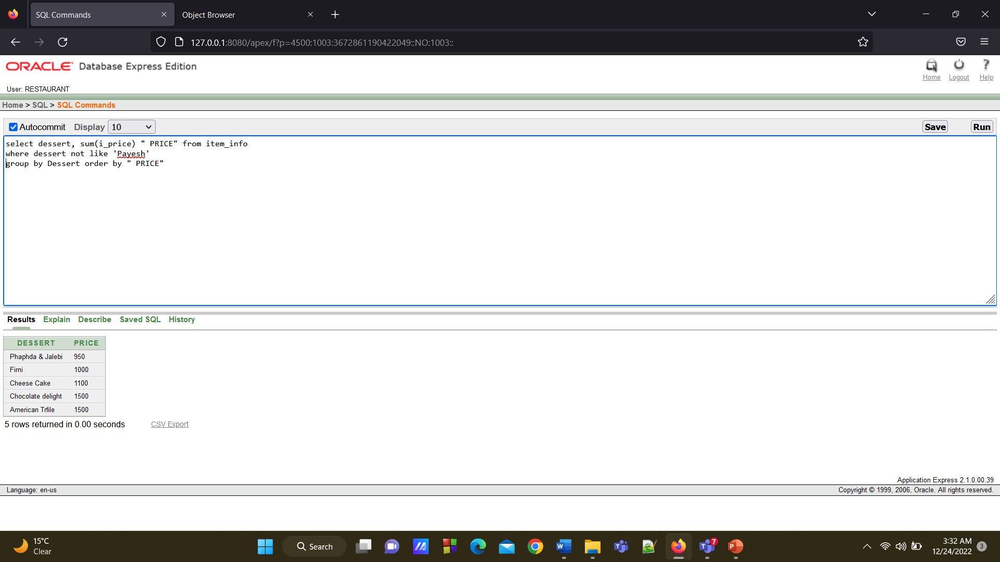 SQL Commands
Object Browser
127.0.0.1:8080/apex/f?p=4500:1003:3672861190422049::NO:1003::
ORACLE Database Express Edition
Home Logout Help
User: RESTAURANT
Home > SQL > SQL Commands
Autocommit Display 10 Save Run
select dessert, sum(i_price) " PRICE" from item_info
where dessert not like 'Payesh'
group by Dessert order by " PRICE"
Results Explain Describe Saved SQL History
DESSERT PRICE
Phaphda & Jalebi 950
Firni 1000
Cheese Cake 1100
Chocolate delight 1500
American Trfile 1500
5 rows returned in 0.00 seconds CSV Export
Application Express 2.1.0.00.39
Language: en-us Copyright © 1999, 2006, Oracle. All rights reserved.
15°C
Clear
Search
7
3:32 AM
12/24/2022
3